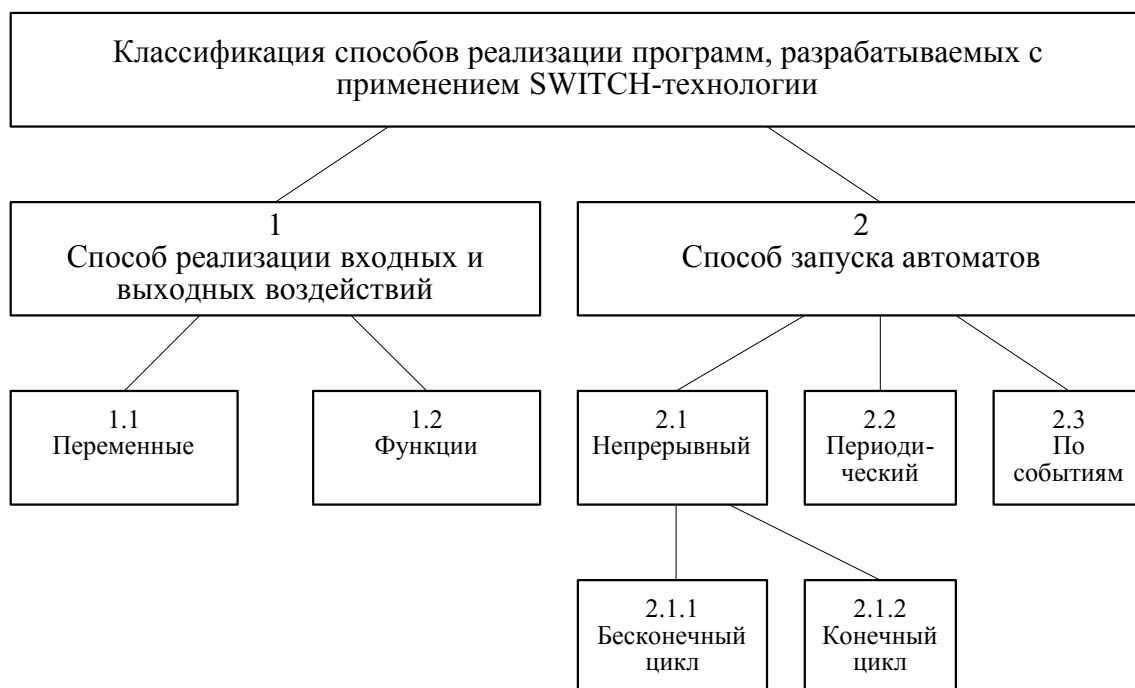 Классификация способов реализации программ, разрабатываемых с
применением SWITCH-технологии
1
Способ реализации входных и
выходных воздействий
2
Способ запуска автоматов
1.1
Переменные
1.2
Функции
2.1
Непрерывный
2.2
Периоди-
ческий
2.3
По
событиям
2.1.1
Бесконечный
цикл
2.1.2
Конечный
цикл